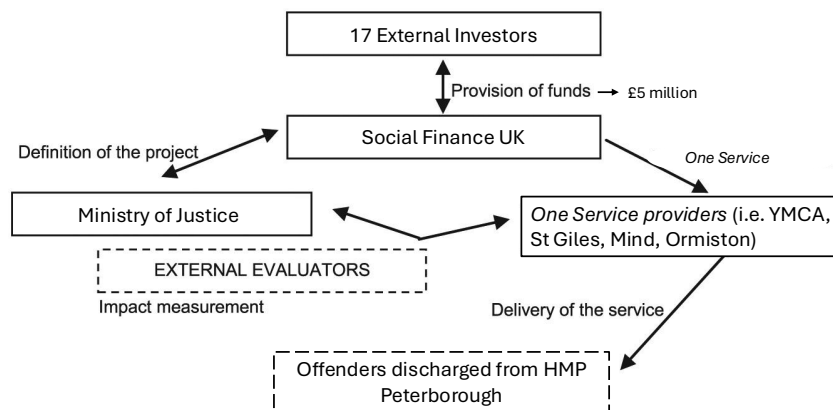 17 External Investors
Provision of funds → £5 million
Social Finance UK
Definition of the project
One Service
Ministry of Justice
One Service providers (i.e. YMCA,
St Giles, Mind, Ormiston)
EXTERNAL EVALUATORS
Impact measurement
Delivery of the service
Offenders discharged from HMP
Peterborough